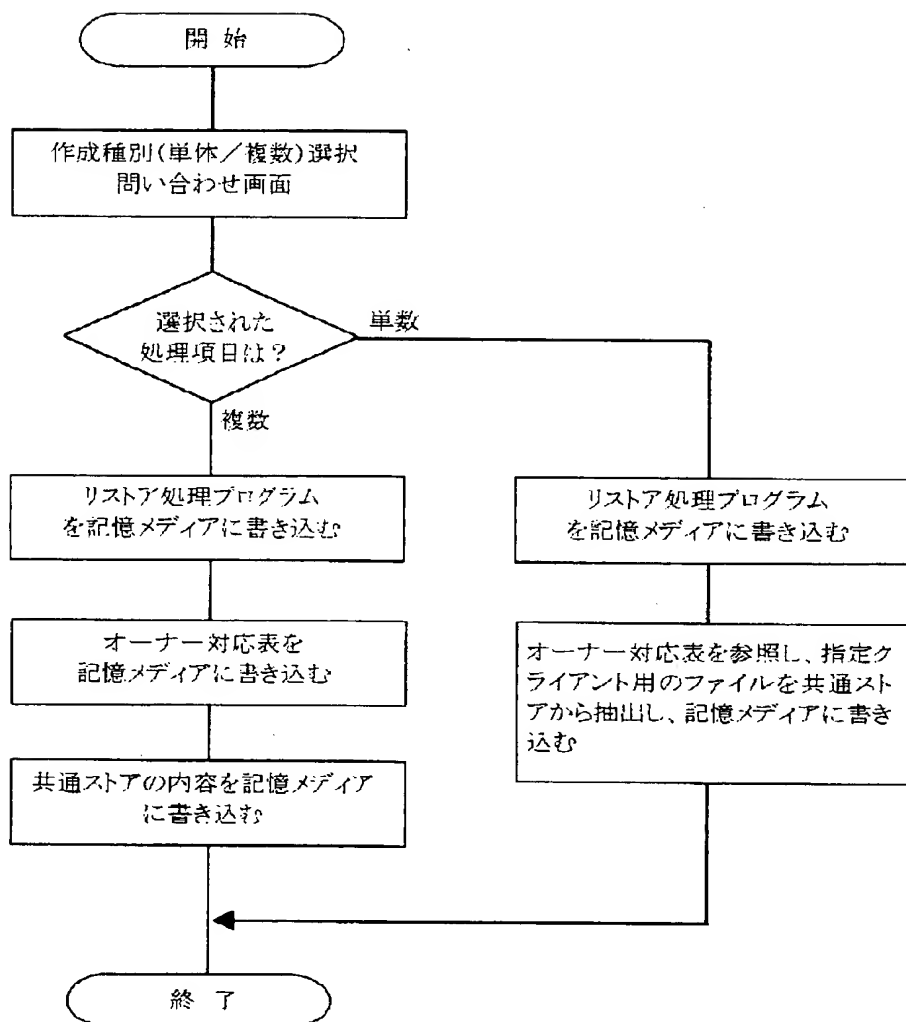 開 始
作成種別(単体／複数)選択
問い合わせ画面
選択された
処理項目は？
単数
複数
リストア処理プログラム
を記憶メディアに書き込む
オーナー対応表を
記憶メディアに書き込む
共通ストアの内容を記憶メディア
に書き込む
リストア処理プログラム
を記憶メディアに書き込む
オーナー対応表を参照し、指定ク
ライアント用のファイルを共通スト
アから抽出し、記憶メディアに書き
込む
終 了